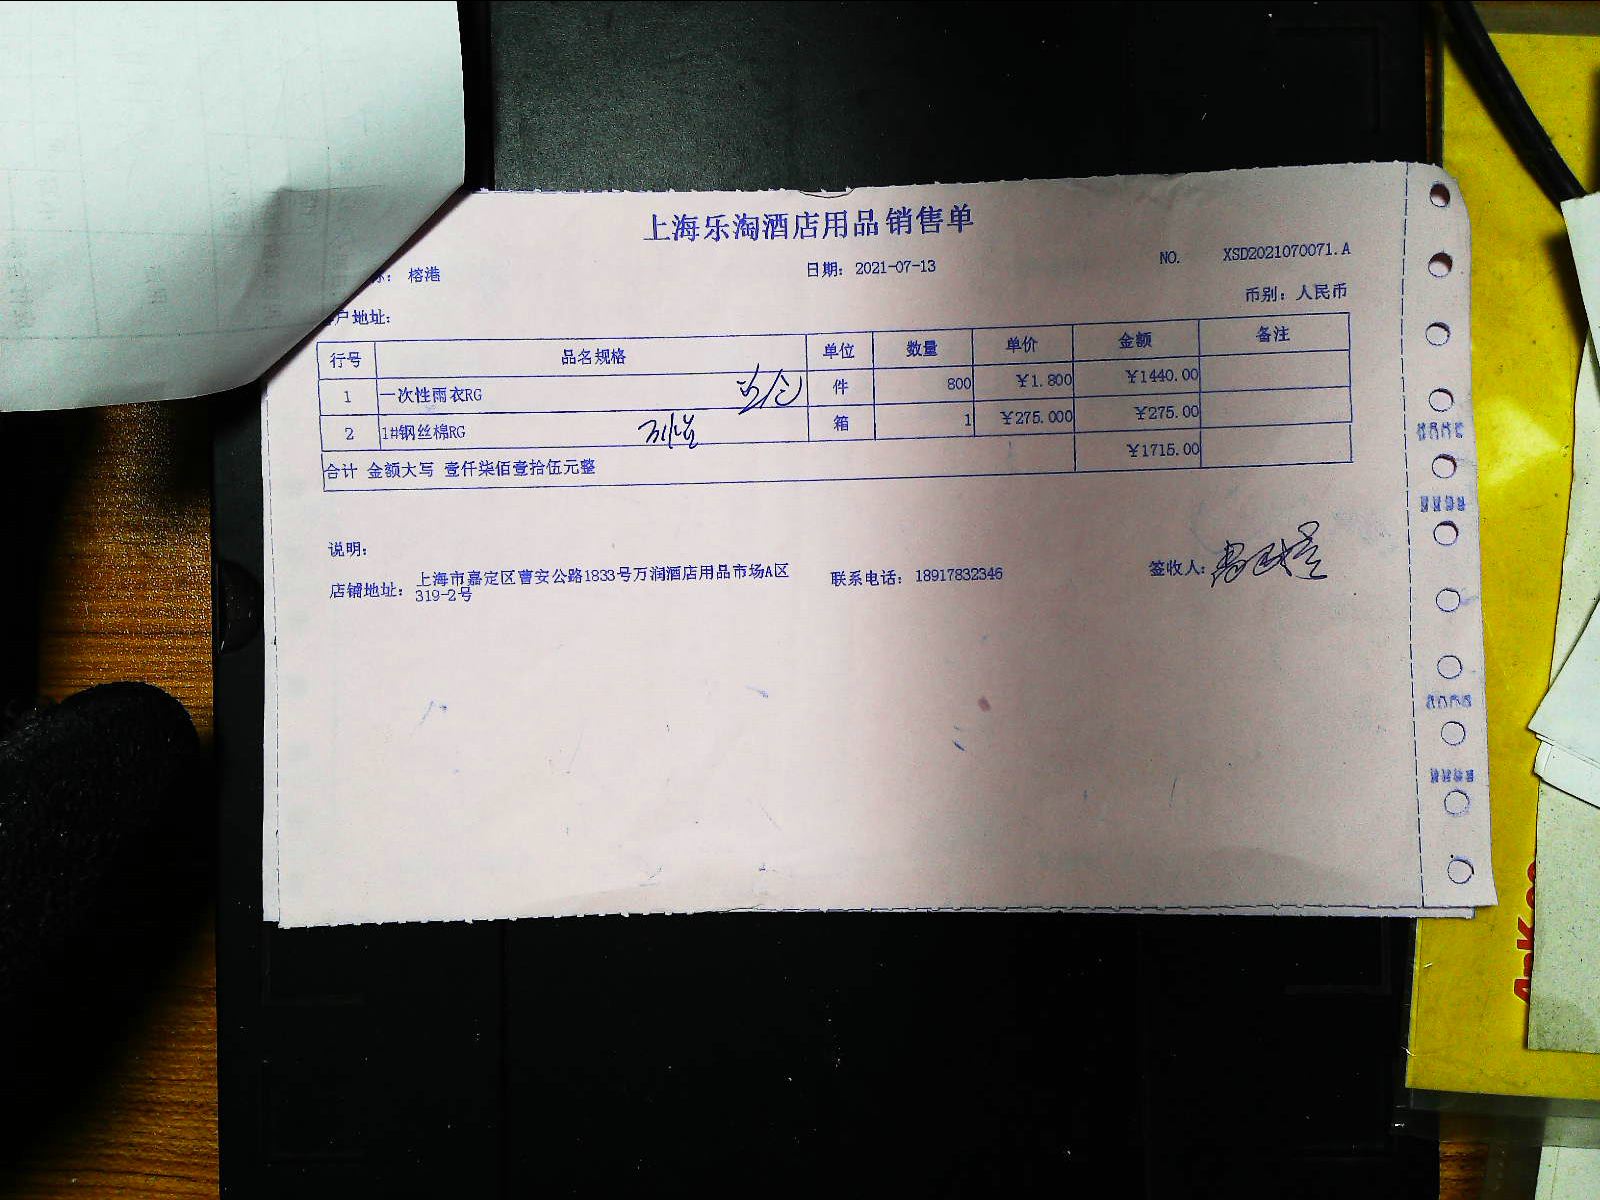 上海乐淘酒店用品销售单
称： 榕港 日期：2021-07-13 NO. XSD2021070071.A
户地址： 币别：人民币
行号 品名规格 单位 数量 单价 金额 备注
1 一次性雨衣RG 件 800 ￥1.800 ￥1440.00
2 1#钢丝棉RG 箱 1 ￥275.000 ￥275.00
合计 金额大写 壹仟柒佰壹拾伍元整 ￥1715.00
说明：
店铺地址： 上海市嘉定区曹安公路1833号万润酒店用品市场A区 联系电话：18917832346 签收人：
319-2号